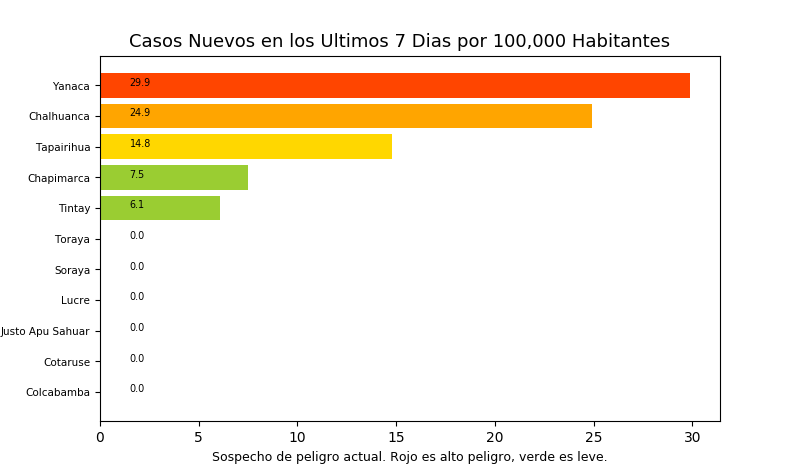 Casos Nuevos en los Ultimos 7 Dias por 100,000 Habitantes
Yanaca 29.9
Chalhuanca 24.9
Tapairihua 14.8
Chapimarca 7.5
Tintay 6.1
Toraya 0.0
Soraya 0.0
Lucre 0.0
Justo Apu Sahuar 0.0
Cotaruse 0.0
Colcabamba 0.0
0 5 10 15 20 25 30
Sospecho de peligro actual. Rojo es alto peligro, verde es leve.